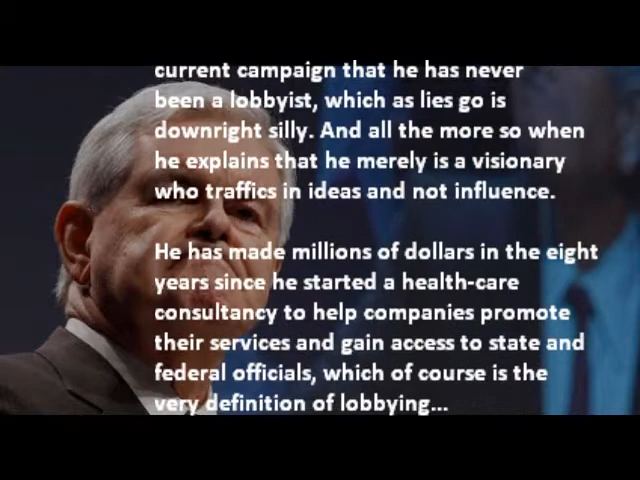 current campaign that he has never
been a lobbyist, which as lies go is
downright silly. And all the more so when
he explains that he merely is a visionary
who traffics in ideas and not influence.
He has made millions of dollars in the eight
years since he started a health-care
consultancy to help companies promote
their services and gain access to state and
federal officials, which of course is the
very definition of lobbying...